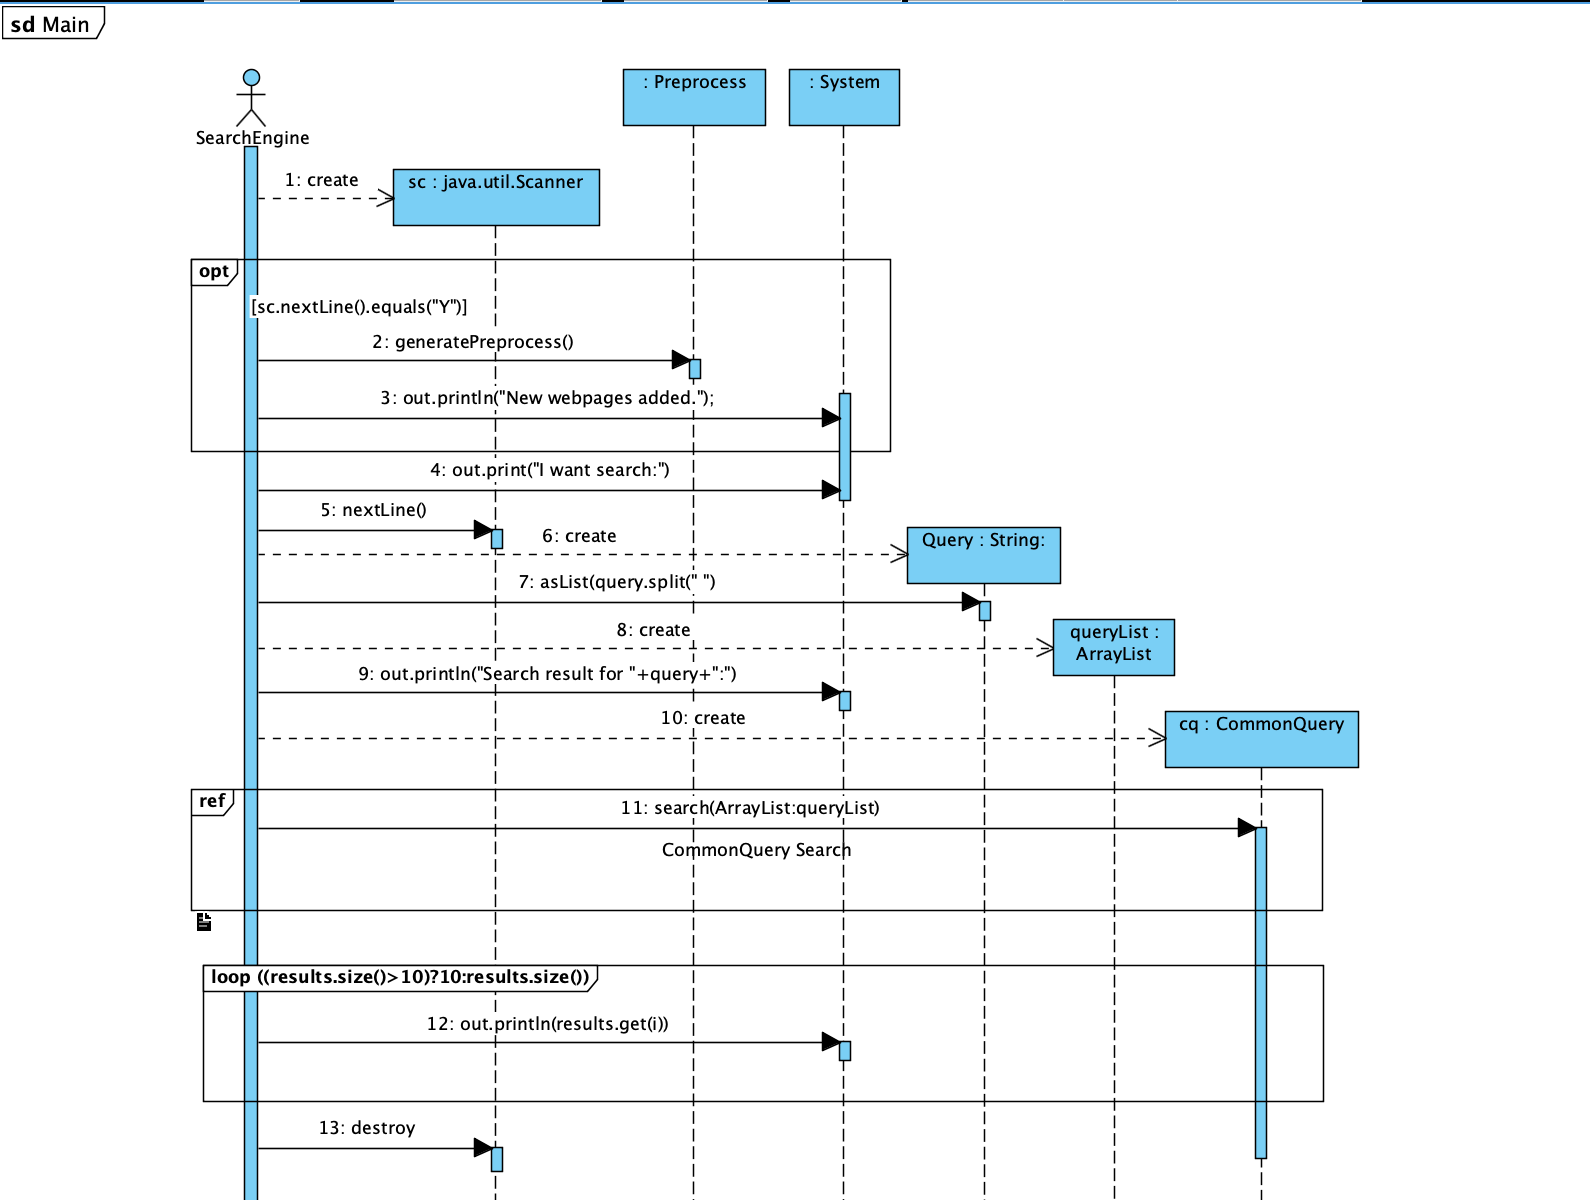 sd Main
: Preprocess
: System
SearchEngine
1: create
sc : java.util.Scanner
opt
[sc.nextLine().equals("Y")]
2: generatePreprocess()
3: out.println("New webpages added.");
4: out.print("I want search:")
5: nextLine()
6: create
Query : String:
7: asList(query.split(" ")
8: create
queryList :
ArrayList
9: out.println("Search result for "+query+":")
10: create
cq : CommonQuery
ref
11: search(ArrayList:queryList)
CommonQuery Search
loop ((results.size()>10)?10:results.size())
12: out.println(results.get(i))
13: destroy